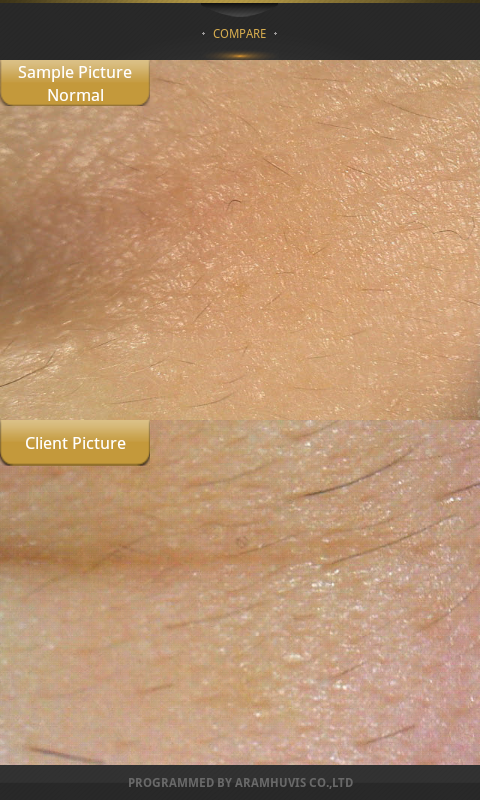 COMPARE
Sample Picture
Normal
Client Picture
PROGRAMMED BY ARAMHUVIS CO.,LTD